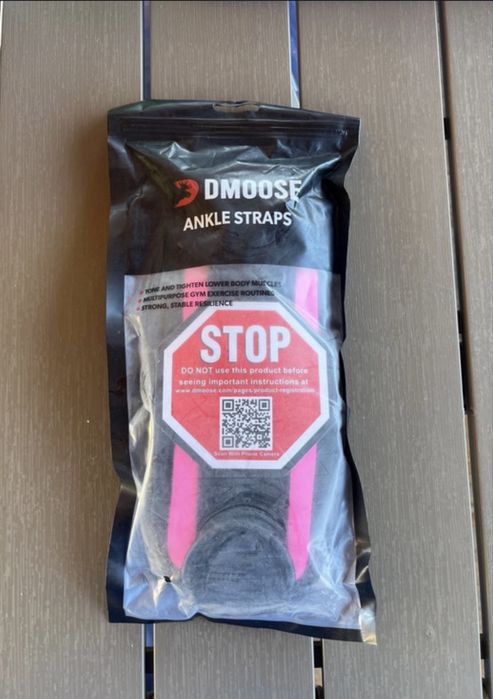 DMOOSE
ANKLE STRAPS
TONE AND TIGHTEN LOWER BODY MUSCLES
MULTIPURPOSE GYM EXERCISE ROUTINES
STRONG, STABLE RESILIENCE
STOP
DO NOT use this product before
seeing important instructions at
www.dmoose.com/pages/product-registration
Scan With Phone Camera